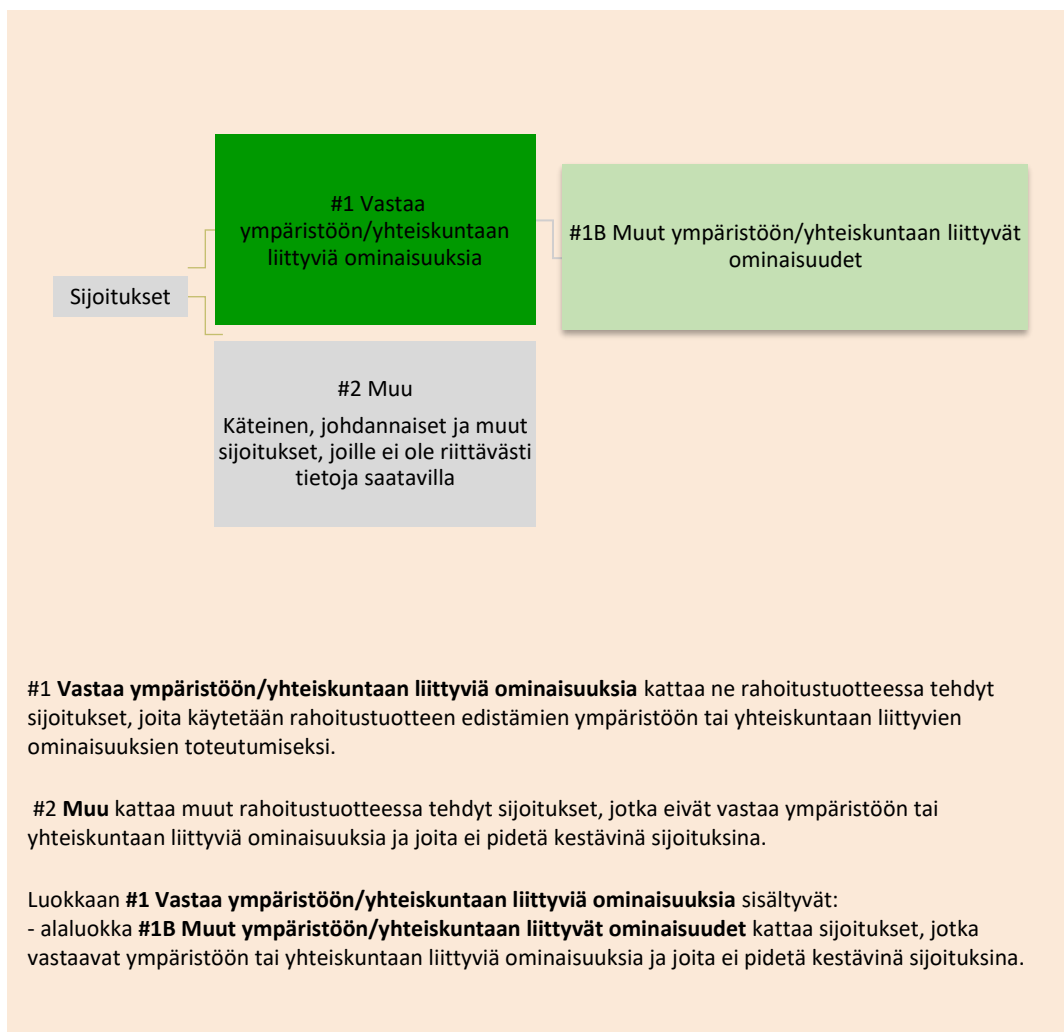 #1 Vastaa
ympäristöön/yhteiskuntaan
liittyviä ominaisuuksia
#1B Muut ympäristöön/yhteiskuntaan liittyvät
ominaisuudet
Sijoitukset
#2 Muu
Käteinen, johdannaiset ja muut
sijoitukset, joille ei ole riittävästi
tietoja saatavilla
#1 Vastaa ympäristöön/yhteiskuntaan liittyviä ominaisuuksia kattaa ne rahoitustuotteessa tehdyt
sijoitukset, joita käytetään rahoitustuotteen edistämien ympäristöön tai yhteiskuntaan liittyvien
ominaisuuksien toteutumiseksi.
#2 Muu kattaa muut rahoitustuotteessa tehdyt sijoitukset, jotka eivät vastaa ympäristöön tai
yhteiskuntaan liittyviä ominaisuuksia ja joita ei pidetä kestävinä sijoituksina.
Luokkaan #1 Vastaa ympäristöön/yhteiskuntaan liittyviä ominaisuuksia sisältyvät:
- alaluokka #1B Muut ympäristöön/yhteiskuntaan liittyvät ominaisuudet kattaa sijoitukset, jotka
vastaavat ympäristöön tai yhteiskuntaan liittyviä ominaisuuksia ja joita ei pidetä kestävinä sijoituksina.